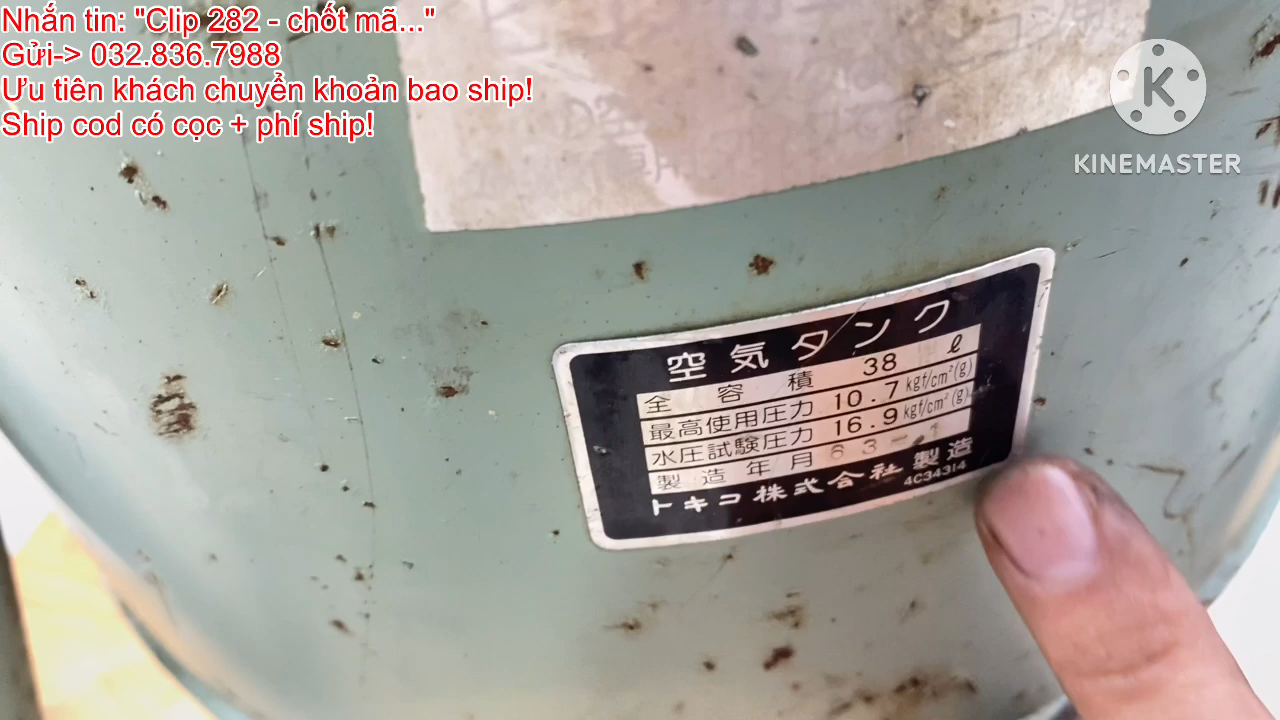 Nhắn tin: "Clip 282 - chốt mã..."
Gửi-> 032.836.7988
Ưu tiên khách chuyển khoản bao ship!
Ship cod có cọc + phí ship!
K
KINEMASTER
空気タンク
全容積 38 ℓ
最高使用圧力 10.7 kgf/cm²(g)
水圧試験圧力 16.9 kgf/cm²(g)
製造年月 63-.1
トキコ株式会社製造
4C34314